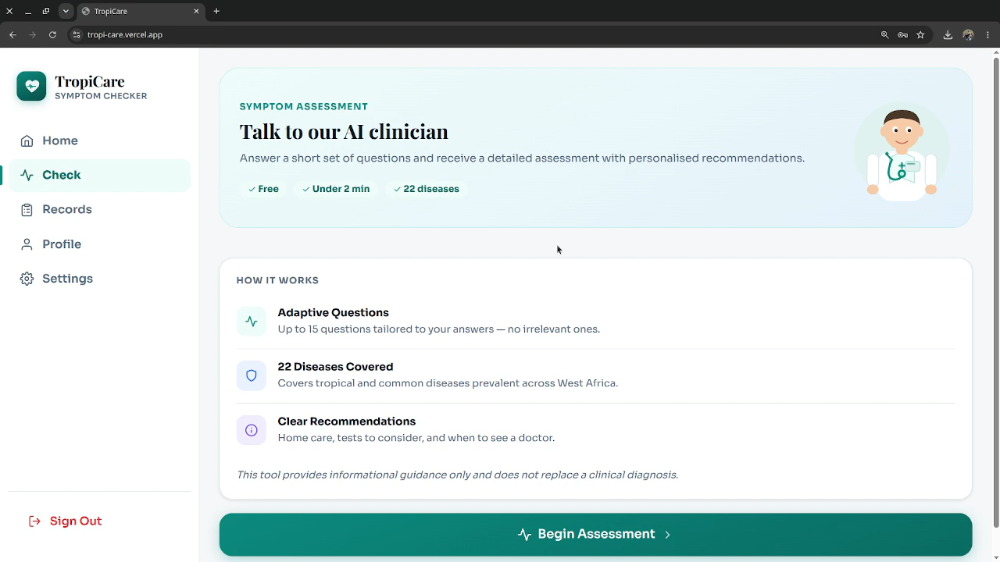 TropiCare
tropi-care.vercel.app
TropiCare
SYMPTOM CHECKER
Home
Check
Records
Profile
Settings
Sign Out
SYMPTOM ASSESSMENT
Talk to our AI clinician
Answer a short set of questions and receive a detailed assessment with personalised recommendations.
✓ Free ✓ Under 2 min ✓ 22 diseases
HOW IT WORKS
Adaptive Questions
Up to 15 questions tailored to your answers — no irrelevant ones.
22 Diseases Covered
Covers tropical and common diseases prevalent across West Africa.
Clear Recommendations
Home care, tests to consider, and when to see a doctor.
This tool provides informational guidance only and does not replace a clinical diagnosis.
Begin Assessment